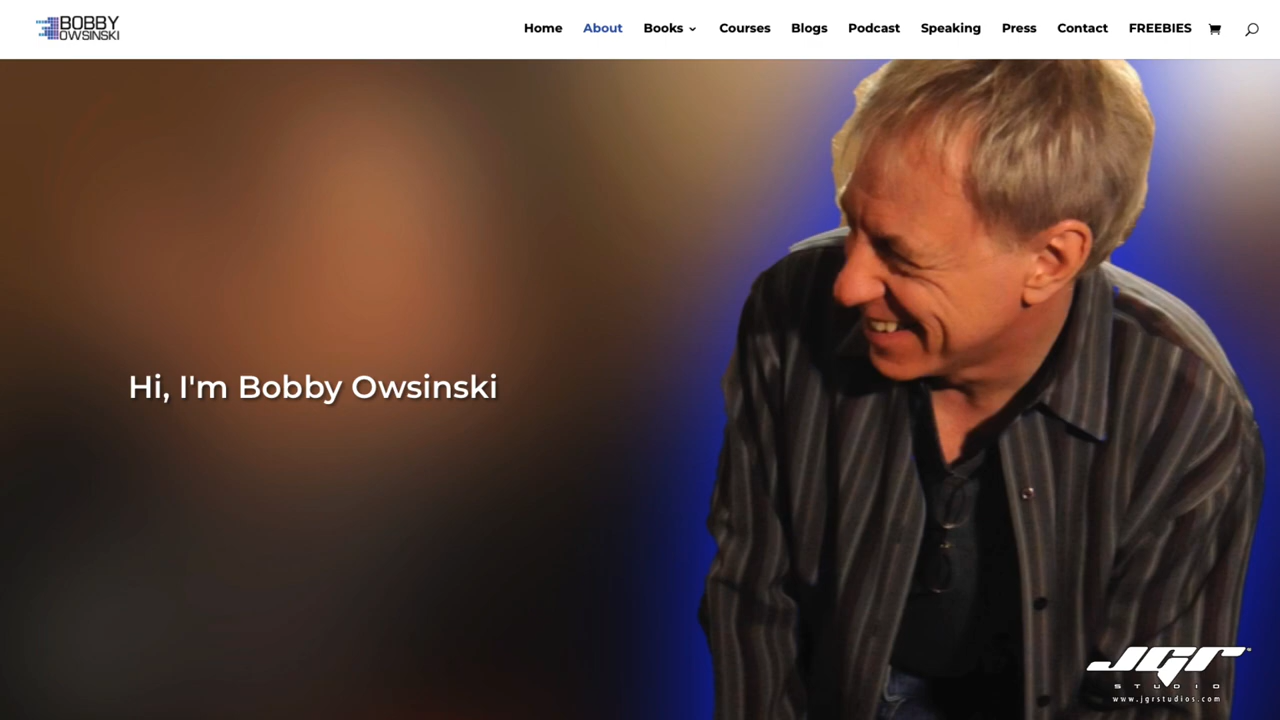 BOBBY
OWSINSKI
Home
About
Books
Courses
Blogs
Podcast
Speaking
Press
Contact
FREEBIES
Hi, I'm Bobby Owsinski
JGR
STUDIO
www.jgrstudios.com